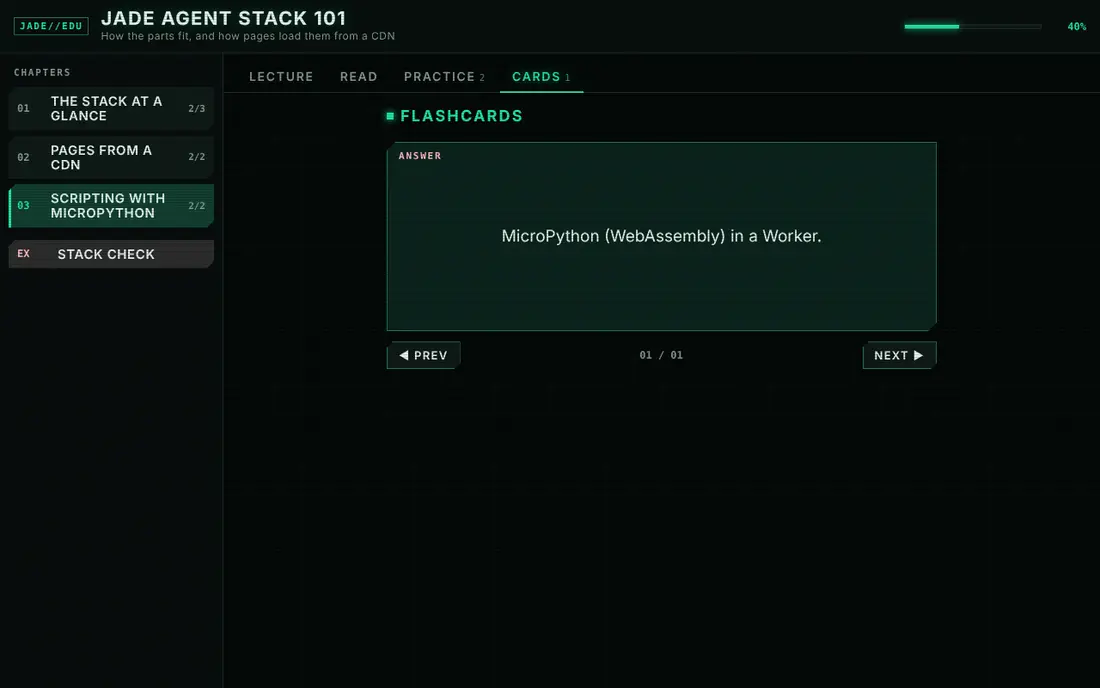 JADE//EDU
JADE AGENT STACK 101
How the parts fit, and how pages load them from a CDN
40%
CHAPTERS
01 THE STACK AT A GLANCE 2/3
02 PAGES FROM A CDN 2/2
03 SCRIPTING WITH MICROPYTHON 2/2
EX STACK CHECK
LECTURE READ PRACTICE 2 CARDS 1
FLASHCARDS
ANSWER
MicroPython (WebAssembly) in a Worker.
◀ PREV 01 / 01 NEXT ▶